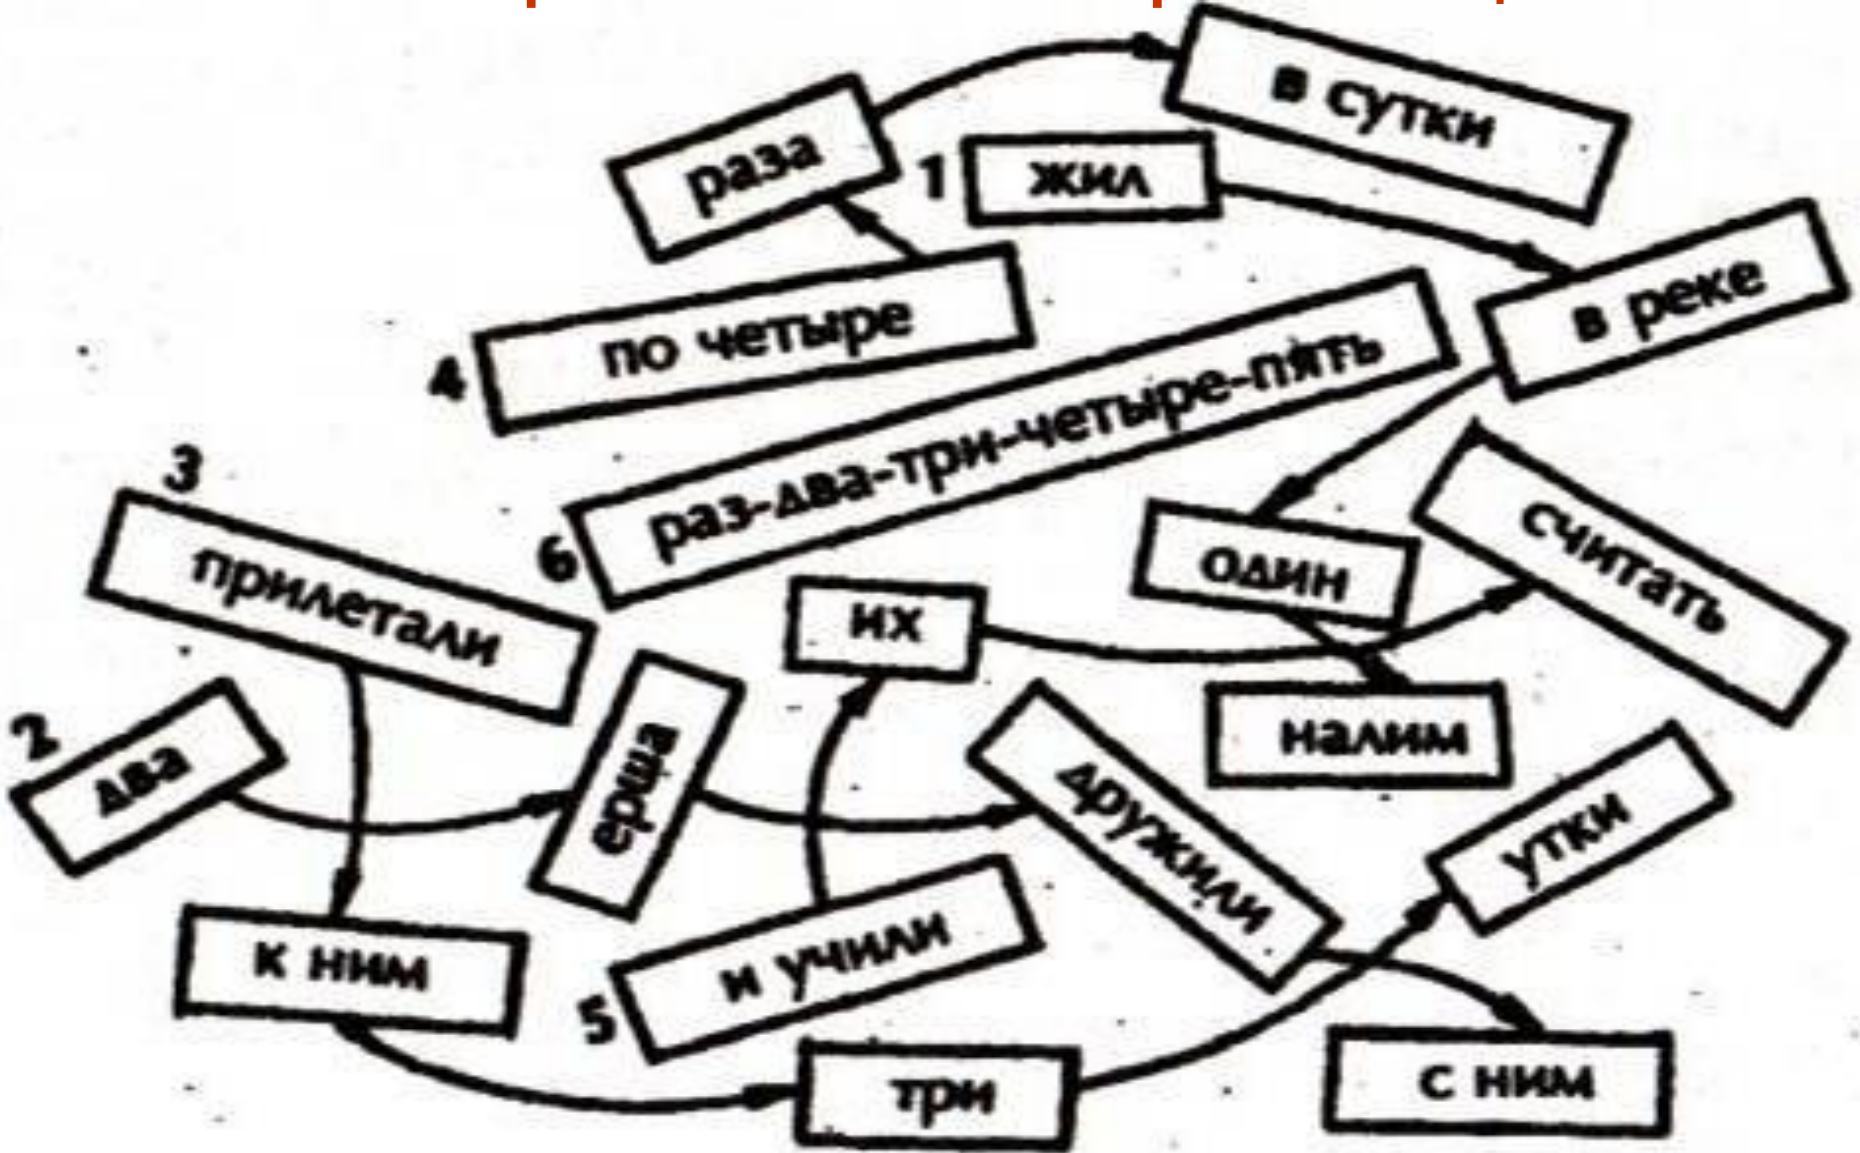 1 жил
в реке
один
налим
2 два
ерша
дружили
с ним
3 прилетали
к ним
три
утки
4 по четыре
раза
в сутки
5 и учили
их
считать
6 раз-два-три-четыре-пять